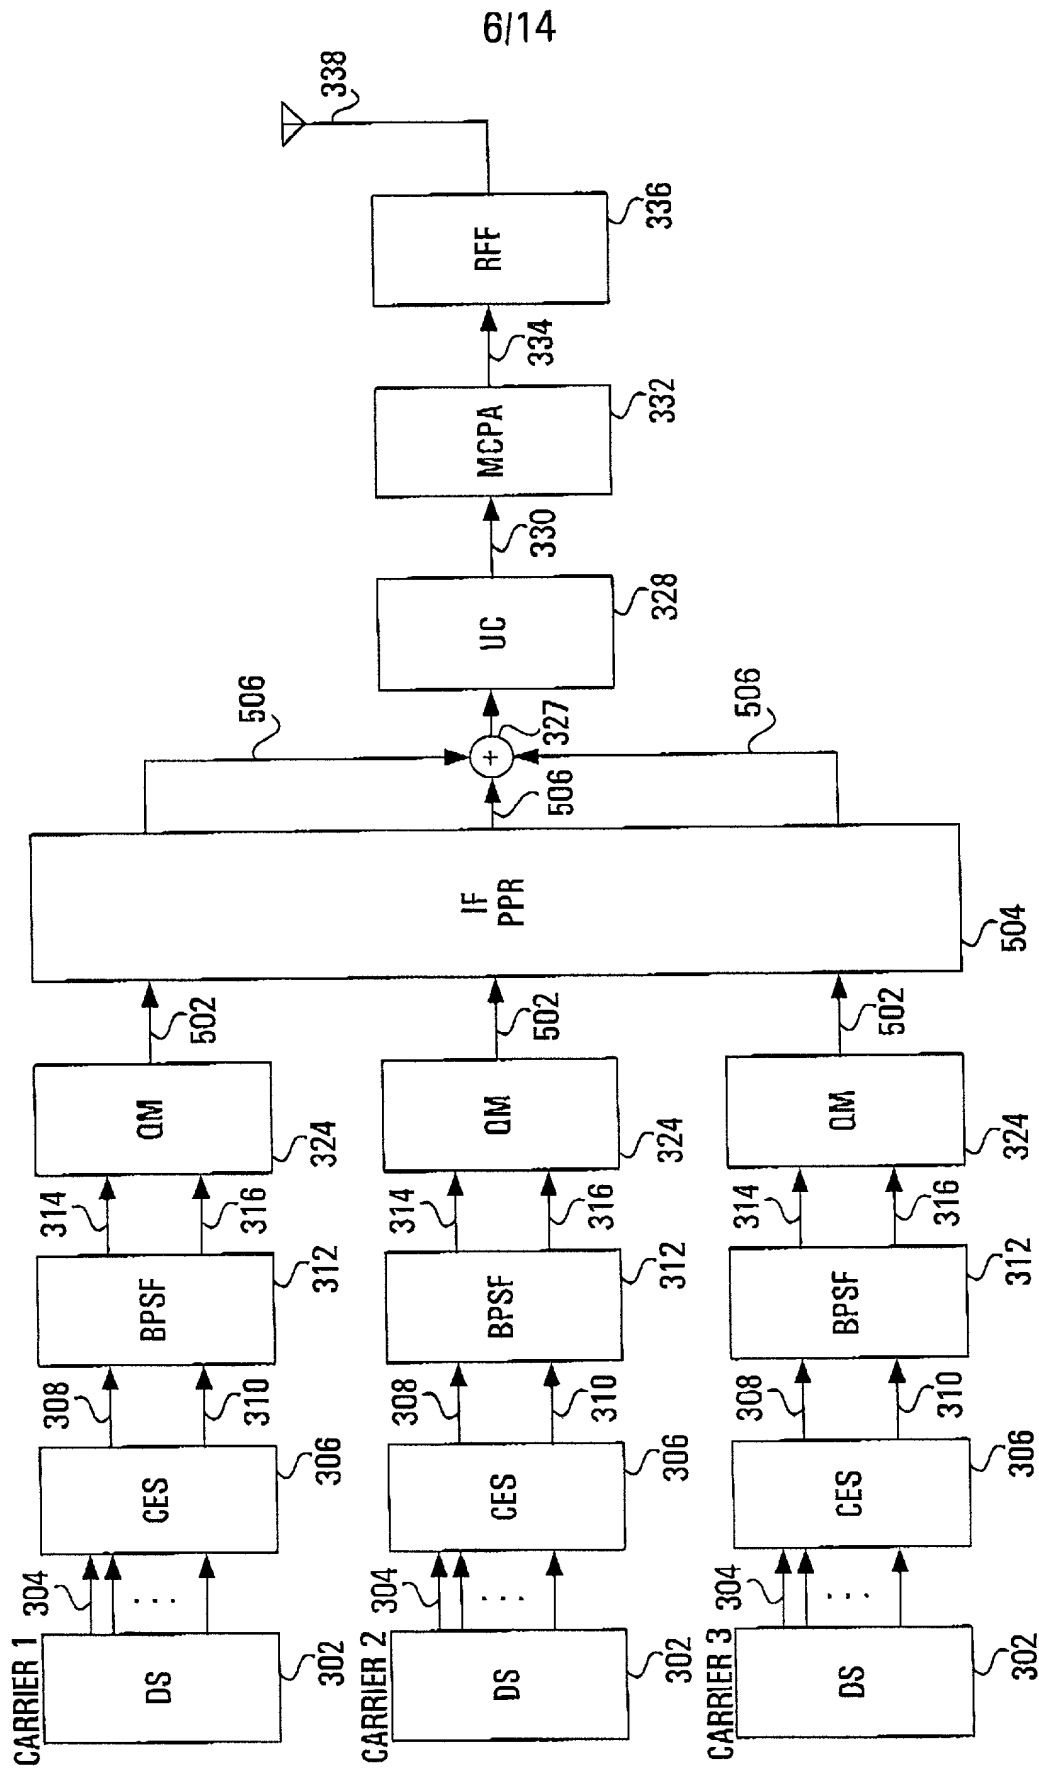 6/14
338
RFF
336
334
MCPA
332
330
UC
328
506
506
327
506
IF
PPR
504
502
502
502
QM
QM
QM
324
324
324
314
316
314
316
314
316
BPSF
BPSF
BPSF
312
312
312
308
310
308
310
308
310
CES
CES
CES
306
306
306
304
304
304
...
...
...
CARRIER 1
DS
302
CARRIER 2
DS
302
CARRIER 3
DS
302